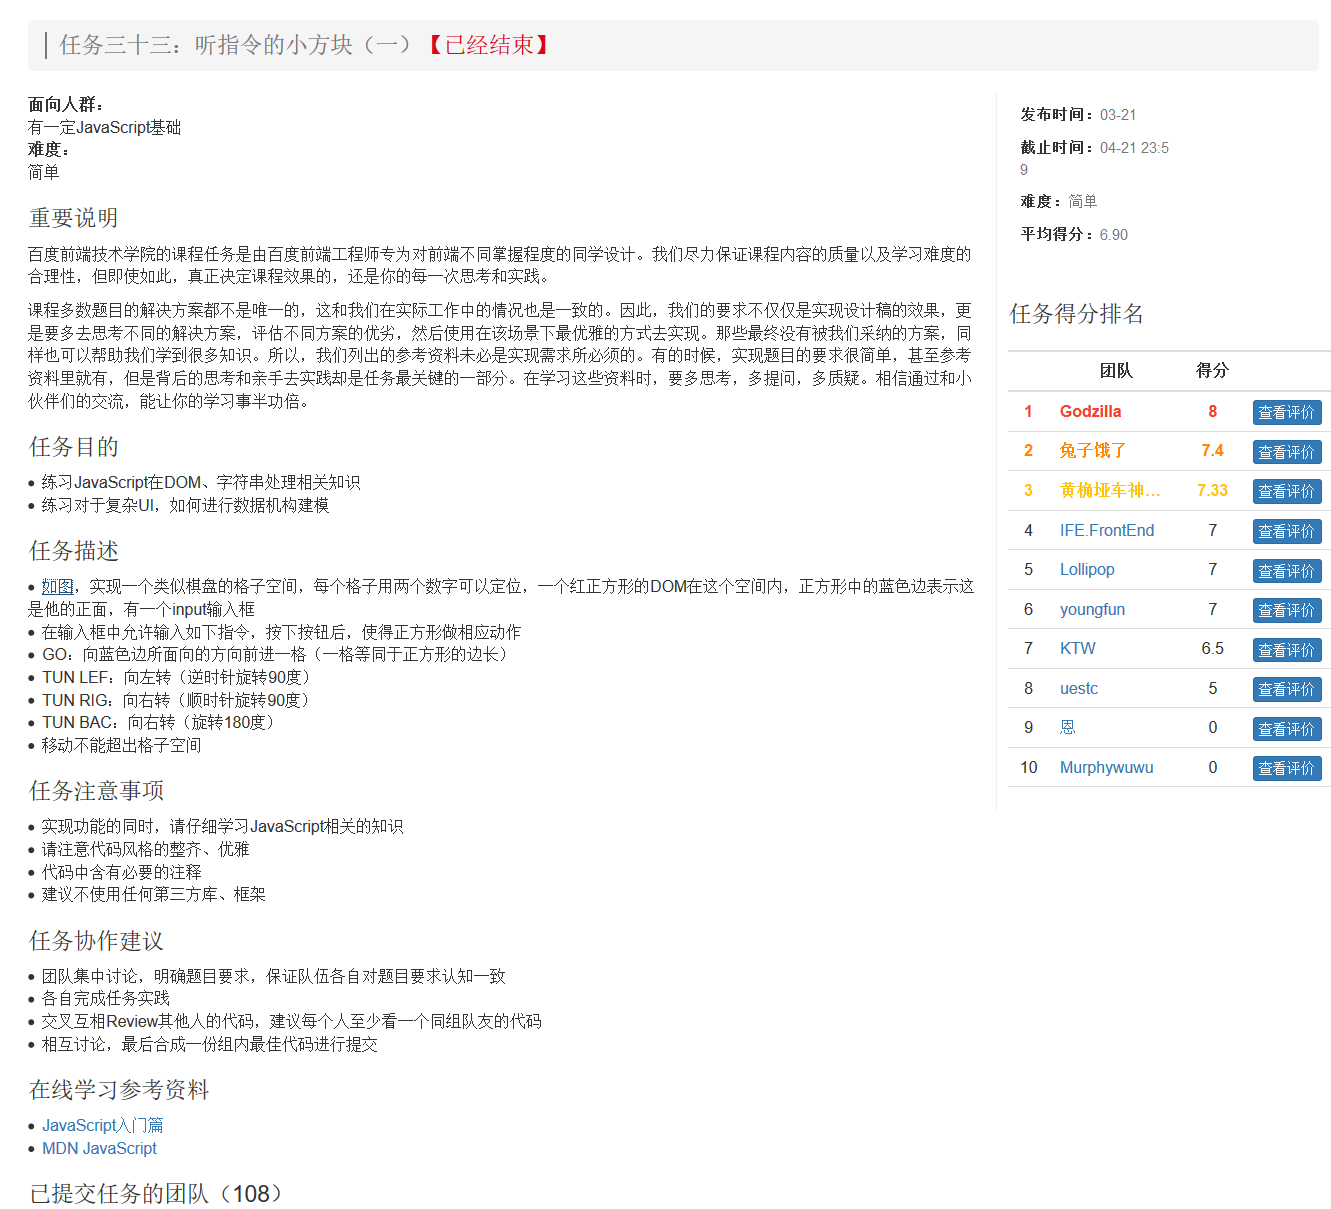 任务三十三：听指令的小方块（一）【已经结束】
面向人群：
有一定JavaScript基础
难度：
简单
重要说明
百度前端技术学院的课程任务是由百度前端工程师专为对前端不同掌握程度的同学设计。我们尽力保证课程内容的质量以及学习难度的
合理性，但即使如此，真正决定课程效果的，还是你的每一次思考和实践。
课程多数题目的解决方案都不是唯一的，这和我们在实际工作中的情况也是一致的。因此，我们的要求不仅仅是实现设计稿的效果，更
是要多去思考不同的解决方案，评估不同方案的优劣，然后使用在该场景下最优雅的方式去实现。那些最终没有被我们采纳的方案，同
样也可以帮助我们学到很多知识。所以，我们列出的参考资料未必是实现需求所必须的。有的时候，实现题目的要求很简单，甚至参考
资料里就有，但是背后的思考和亲手去实践却是任务最关键的一部分。在学习这些资料时，要多思考，多提问，多质疑。相信通过和小
伙伴们的交流，能让你的学习事半功倍。
任务目的
• 练习JavaScript在DOM、字符串处理相关知识
• 练习对于复杂UI，如何进行数据机构建模
任务描述
• 如图，实现一个类似棋盘的格子空间，每个格子用两个数字可以定位，一个红正方形的DOM在这个空间内，正方形中的蓝色边表示这
是他的正面，有一个input输入框
• 在输入框中允许输入如下指令，按下按钮后，使得正方形做相应动作
• GO：向蓝色边所面向的方向前进一格（一格等同于正方形的边长）
• TUN LEF：向左转（逆时针旋转90度）
• TUN RIG：向右转（顺时针旋转90度）
• TUN BAC：向右转（旋转180度）
• 移动不能超出格子空间
任务注意事项
• 实现功能的同时，请仔细学习JavaScript相关的知识
• 请注意代码风格的整齐、优雅
• 代码中含有必要的注释
• 建议不使用任何第三方库、框架
任务协作建议
• 团队集中讨论，明确题目要求，保证队伍各自对题目要求认知一致
• 各自完成任务实践
• 交叉互相Review其他人的代码，建议每个人至少看一个同组队友的代码
• 相互讨论，最后合成一份组内最佳代码进行提交
在线学习参考资料
• JavaScript入门篇
• MDN JavaScript
已提交任务的团队（108）
发布时间：03-21
截止时间：04-21 23:5
9
难度：简单
平均得分：6.90
任务得分排名
团队 得分
1 Godzilla 8 查看评价
2 兔子饿了 7.4 查看评价
3 黄桷垭车神... 7.33 查看评价
4 IFE.FrontEnd 7 查看评价
5 Lollipop 7 查看评价
6 youngfun 7 查看评价
7 KTW 6.5 查看评价
8 uestc 5 查看评价
9 恩 0 查看评价
10 Murphywuwu 0 查看评价